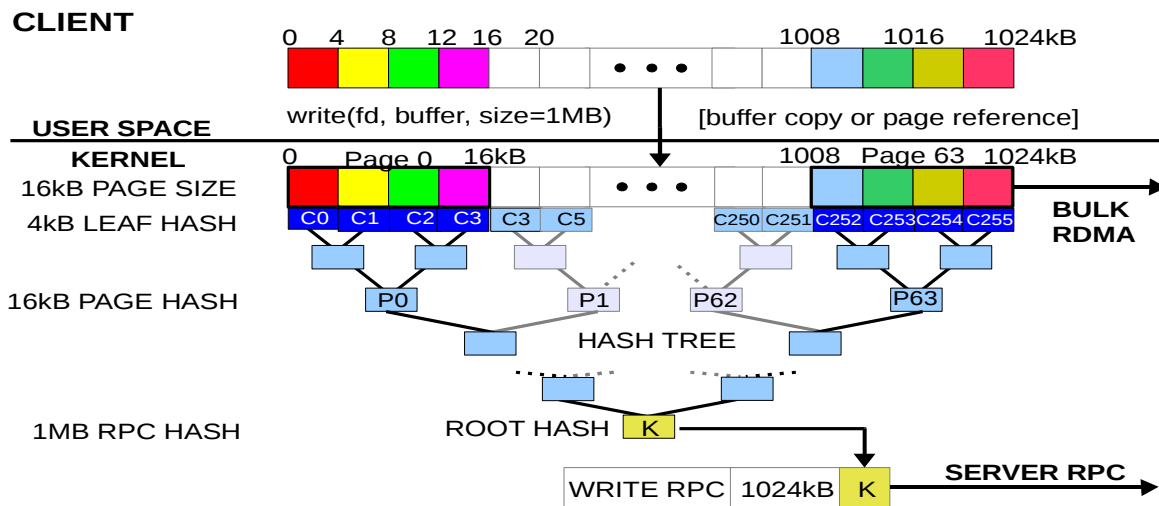 CLIENT
0 4 8 12 16 20 1008 1016 1024kB
write(fd, buffer, size=1MB) [buffer copy or page reference]
USER SPACE
KERNEL 0 Page 0 16kB 1008 Page 63 1024kB
16kB PAGE SIZE
4kB LEAF HASH C0 C1 C2 C3 C3 C5 C250 C251 C252 C253 C254 C255
BULK
RDMA
16kB PAGE HASH P0 P1 P62 P63
HASH TREE
1MB RPC HASH ROOT HASH K
SERVER RPC
WRITE RPC 1024kB K